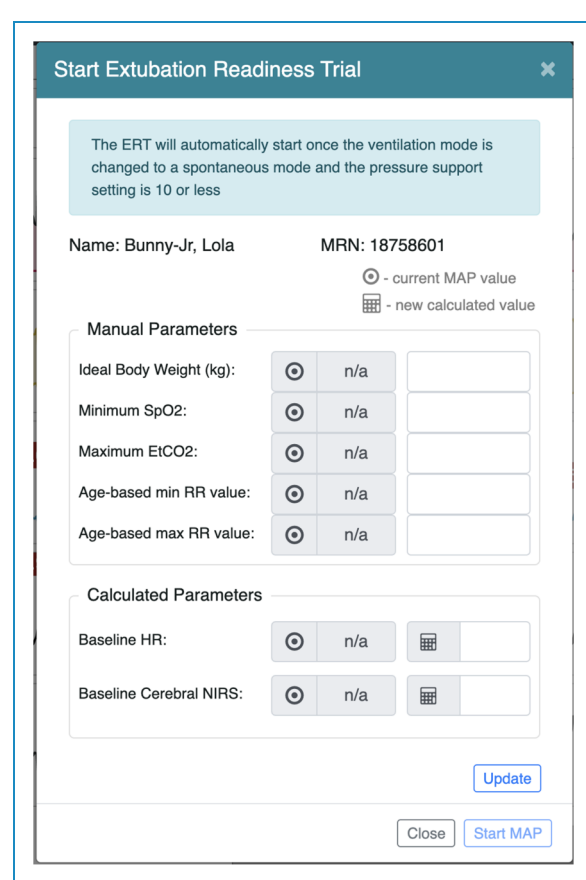 Start Extubation Readiness Trial ×
The ERT will automatically start once the ventilation mode is
changed to a spontaneous mode and the pressure support
setting is 10 or less
Name: Bunny-Jr, Lola MRN: 18758601
- current MAP value
- new calculated value
Manual Parameters
Ideal Body Weight (kg): n/a
Minimum SpO2: n/a
Maximum EtCO2: n/a
Age-based min RR value: n/a
Age-based max RR value: n/a
Calculated Parameters
Baseline HR: n/a
Baseline Cerebral NIRS: n/a
Update
Close Start MAP